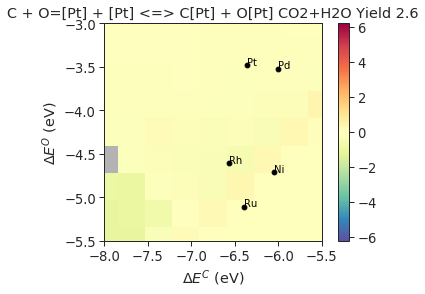 C + O=[Pt] + [Pt] <=> C[Pt] + O[Pt] CO2+H2O Yield 2.6
−3.0
−3.5
−4.0
−4.5
−5.0
−5.5
ΔE^O (eV)
Pt
Pd
Rh
Ni
Ru
−8.0 −7.5 −7.0 −6.5 −6.0 −5.5
ΔE^C (eV)
6
4
2
0
−2
−4
−6